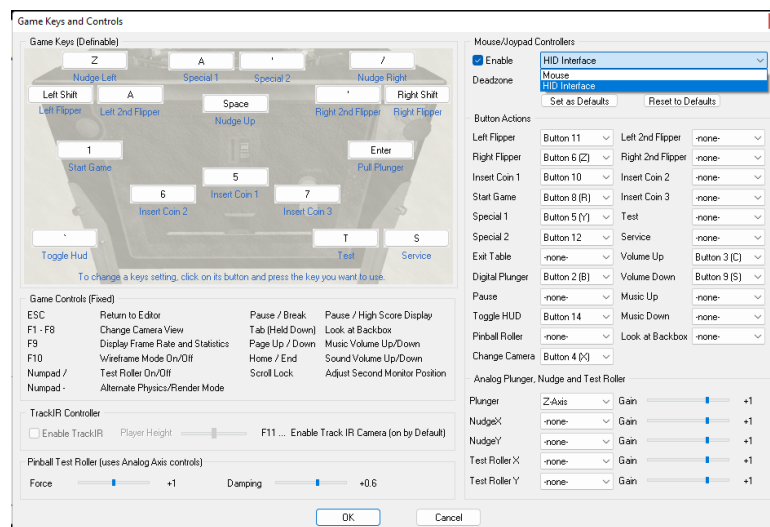 Game Keys and Controls
Game Keys (Definable)
Z
A
'
/
Nudge Left
Special 1
Special 2
Nudge Right
Left Shift
A
Space
'
Right Shift
Left Flipper
Left 2nd Flipper
Nudge Up
Right 2nd Flipper
Right Flipper
1
Enter
Start Game
Pull Plunger
5
Insert Coin 1
6
7
Insert Coin 2
Insert Coin 3
`
T
S
Toggle Hud
Test
Service
To change a keys setting, click on its button and press the key you want to use.
Game Controls (Fixed)
ESC Return to Editor Pause / Break Pause / High Score Display
F1 - F8 Change Camera View Tab (Held Down) Look at Backbox
F9 Display Frame Rate and Statistics Page Up / Down Music Volume Up/Down
F10 Wireframe Mode On/Off Home / End Sound Volume Up/Down
Numpad / Test Roller On/Off Scroll Lock Adjust Second Monitor Position
Numpad - Alternate Physics/Render Mode
TrackIR Controller
Enable TrackIR Player Height F11 ... Enable Track IR Camera (on by Default)
Pinball Test Roller (uses Analog Axis controls)
Force +1 Damping +0.6
Mouse/Joypad Controllers
Enable HID Interface
Mouse
Deadzone HID Interface
Set as Defaults Reset to Defaults
Button Actions
Left Flipper Button 11 Left 2nd Flipper -none-
Right Flipper Button 6 (Z) Right 2nd Flipper -none-
Insert Coin 1 Button 10 Insert Coin 2 -none-
Start Game Button 8 (R) Insert Coin 3 -none-
Special 1 Button 5 (Y) Test -none-
Special 2 Button 12 Service -none-
Exit Table -none- Volume Up Button 3 (C)
Digital Plunger Button 2 (B) Volume Down Button 9 (S)
Pause -none- Music Up -none-
Toggle HUD Button 14 Music Down -none-
Pinball Roller -none- Look at Backbox -none-
Change Camera Button 4 (X)
Analog Plunger, Nudge and Test Roller
Plunger Z-Axis Gain +1
NudgeX -none- Gain +1
NudgeY -none- Gain +1
Test Roller X -none- Gain +1
Test Roller Y -none- Gain +1
OK Cancel